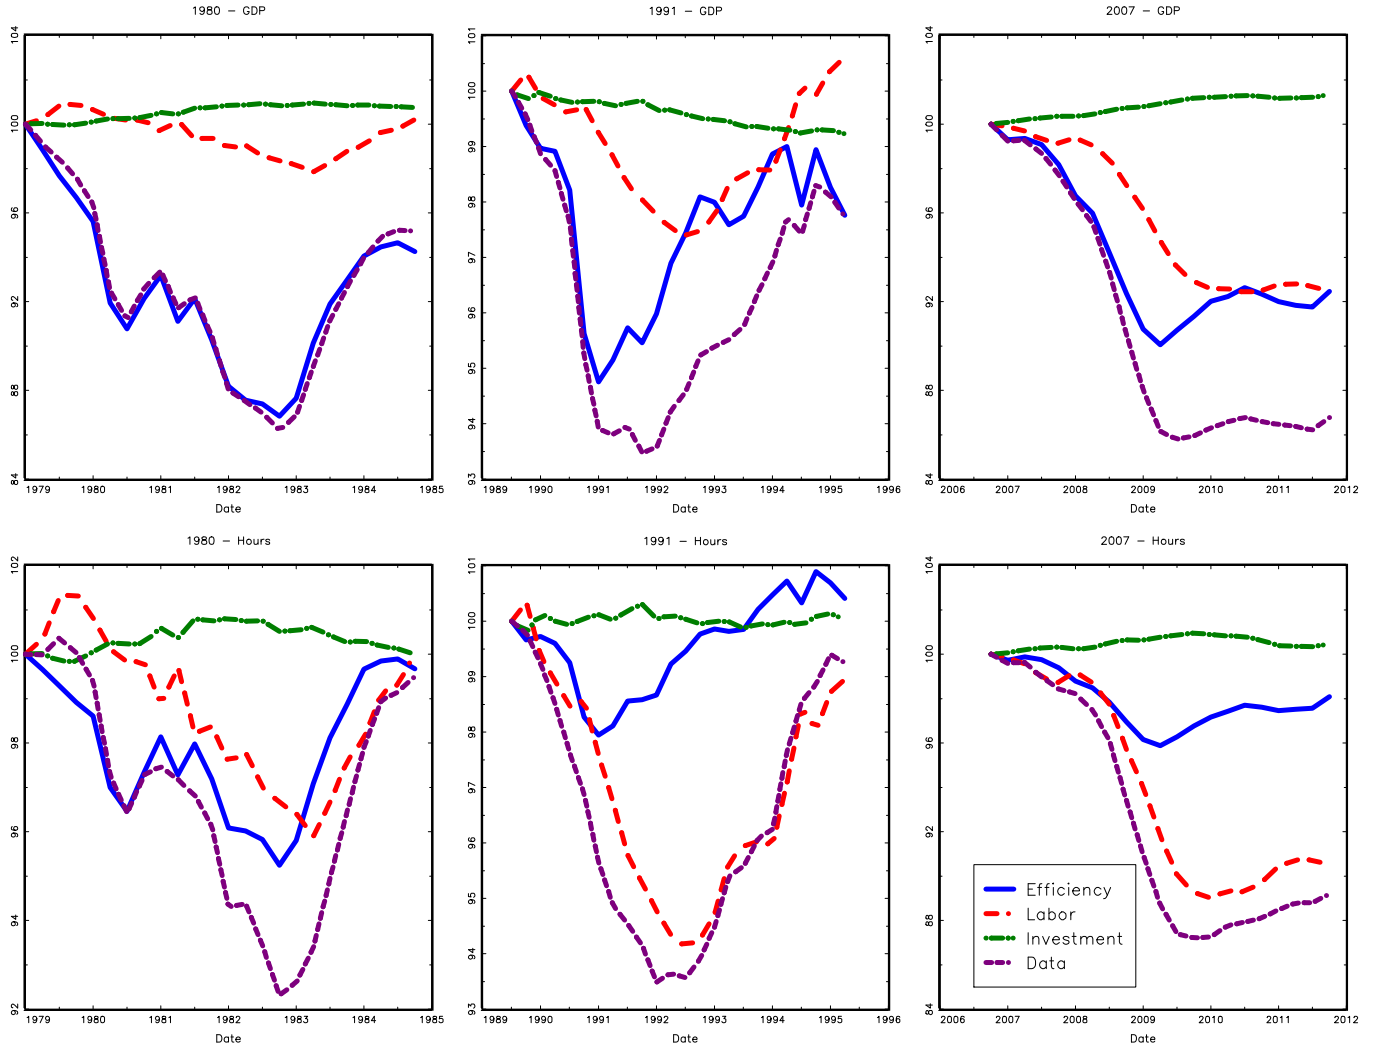 1980 – GDP
104
100
96
92
88
84
1979 1980 1981 1982 1983 1984 1985
Date
1991 – GDP
101
100
99
98
97
96
95
94
93
1989 1990 1991 1992 1993 1994 1995 1996
Date
2007 – GDP
104
100
96
92
88
84
2006 2007 2008 2009 2010 2011 2012
Date
1980 – Hours
102
100
98
96
94
92
1979 1980 1981 1982 1983 1984 1985
Date
1991 – Hours
101
100
99
98
97
96
95
94
93
1989 1990 1991 1992 1993 1994 1995 1996
Date
2007 – Hours
104
100
96
92
88
84
2006 2007 2008 2009 2010 2011 2012
Date
Efficiency
Labor
Investment
Data